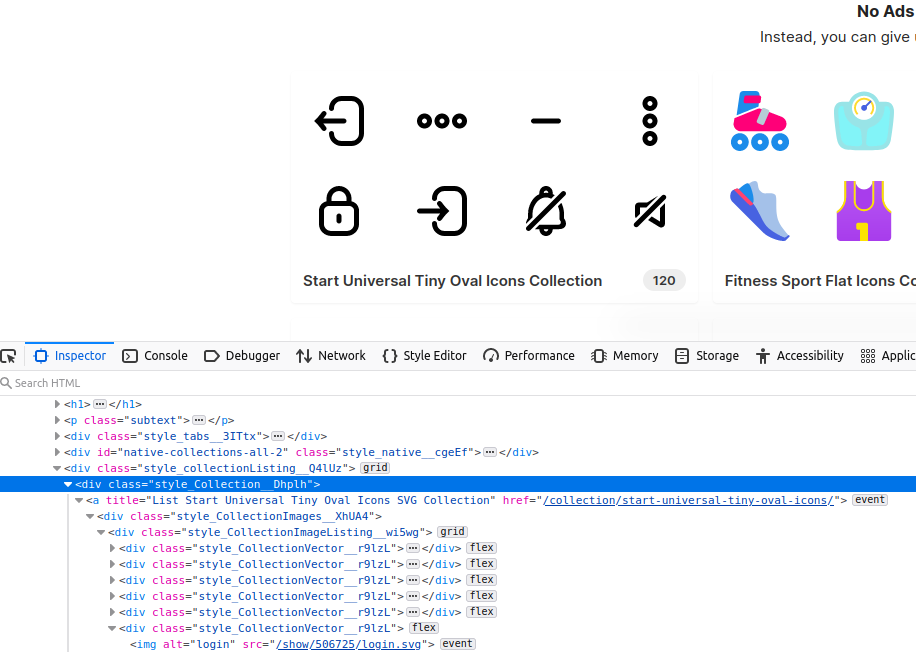 No Ads
Instead, you can give
Start Universal Tiny Oval Icons Collection 120
Fitness Sport Flat Icons Co
Inspector Console Debugger Network Style Editor Performance Memory Storage Accessibility Applic
Search HTML
<h1> ··· </h1>
<p class="subtext"> ··· </p>
<div class="style_tabs__3ITtx"> ··· </div>
<div id="native-collections-all-2" class="style_native__cgeEf"> ··· </div>
<div class="style_collectionListing__Q4lUz"> grid
<div class="style_Collection__Dhplh">
<a title="List Start Universal Tiny Oval Icons SVG Collection" href="/collection/start-universal-tiny-oval-icons/"> event
<div class="style_CollectionImages__XhUA4">
<div class="style_CollectionImageListing__wi5wg"> grid
<div class="style_CollectionVector__r9lzL"> ··· </div> flex
<div class="style_CollectionVector__r9lzL"> ··· </div> flex
<div class="style_CollectionVector__r9lzL"> ··· </div> flex
<div class="style_CollectionVector__r9lzL"> ··· </div> flex
<div class="style_CollectionVector__r9lzL"> ··· </div> flex
<div class="style_CollectionVector__r9lzL"> flex
<img alt="login" src="/show/506725/login.svg"> event